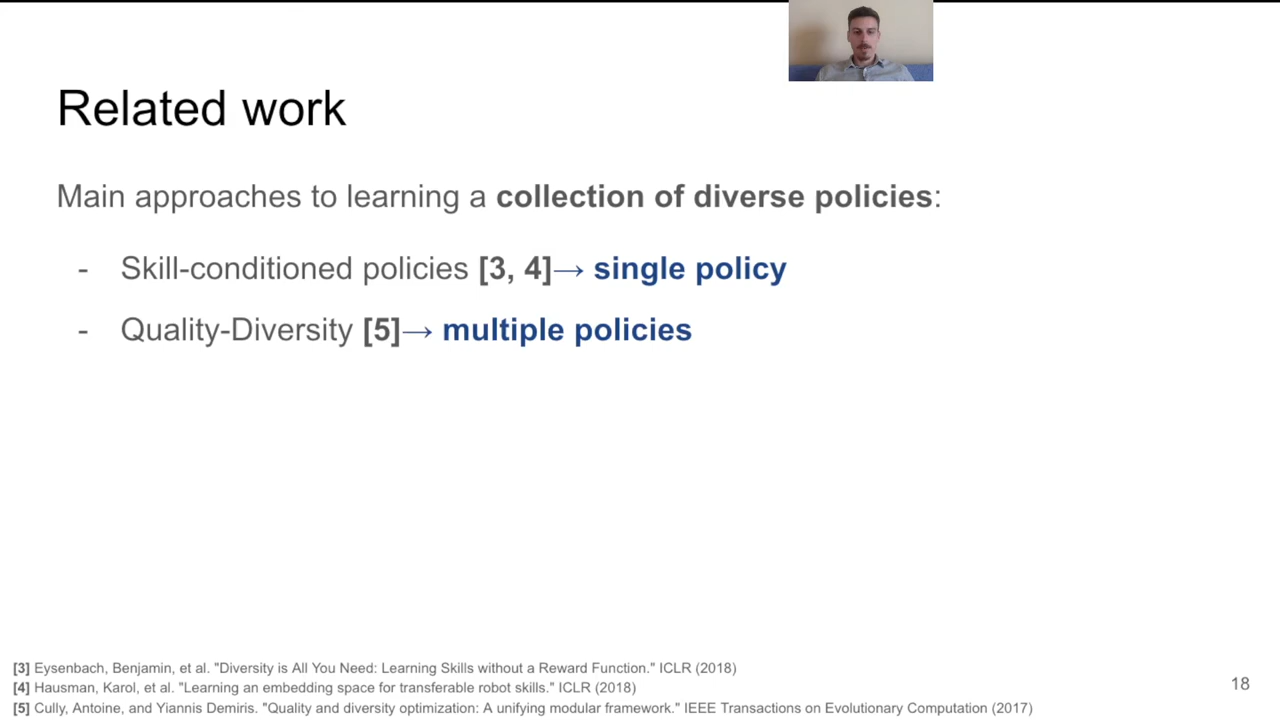 Related work
Main approaches to learning a collection of diverse policies:
- Skill-conditioned policies [3, 4]→ single policy
- Quality-Diversity [5]→ multiple policies
[3] Eysenbach, Benjamin, et al. "Diversity is All You Need: Learning Skills without a Reward Function." ICLR (2018)
[4] Hausman, Karol, et al. "Learning an embedding space for transferable robot skills." ICLR (2018)
[5] Cully, Antoine, and Yiannis Demiris. "Quality and diversity optimization: A unifying modular framework." IEEE Transactions on Evolutionary Computation (2017)
18